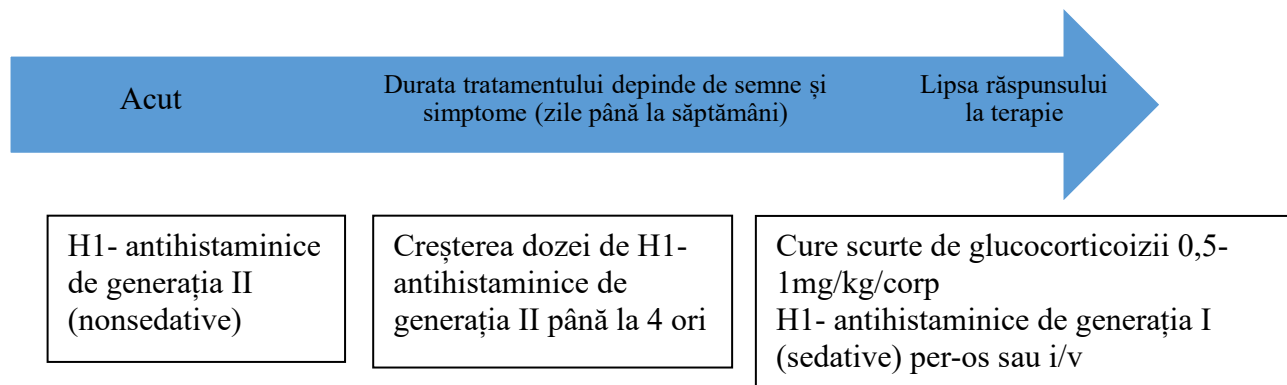 Acut
Durata tratamentului depinde de semne și
simptome (zile până la săptămâni)
Lipsa răspunsului
la terapie
H1- antihistaminice
de generația II
(nonsedative)
Creșterea dozei de H1-
antihistaminice de
generația II până la 4 ori
Cure scurte de glucocorticoizii 0,5-
1mg/kg/corp
H1- antihistaminice de generația I
(sedative) per-os sau i/v